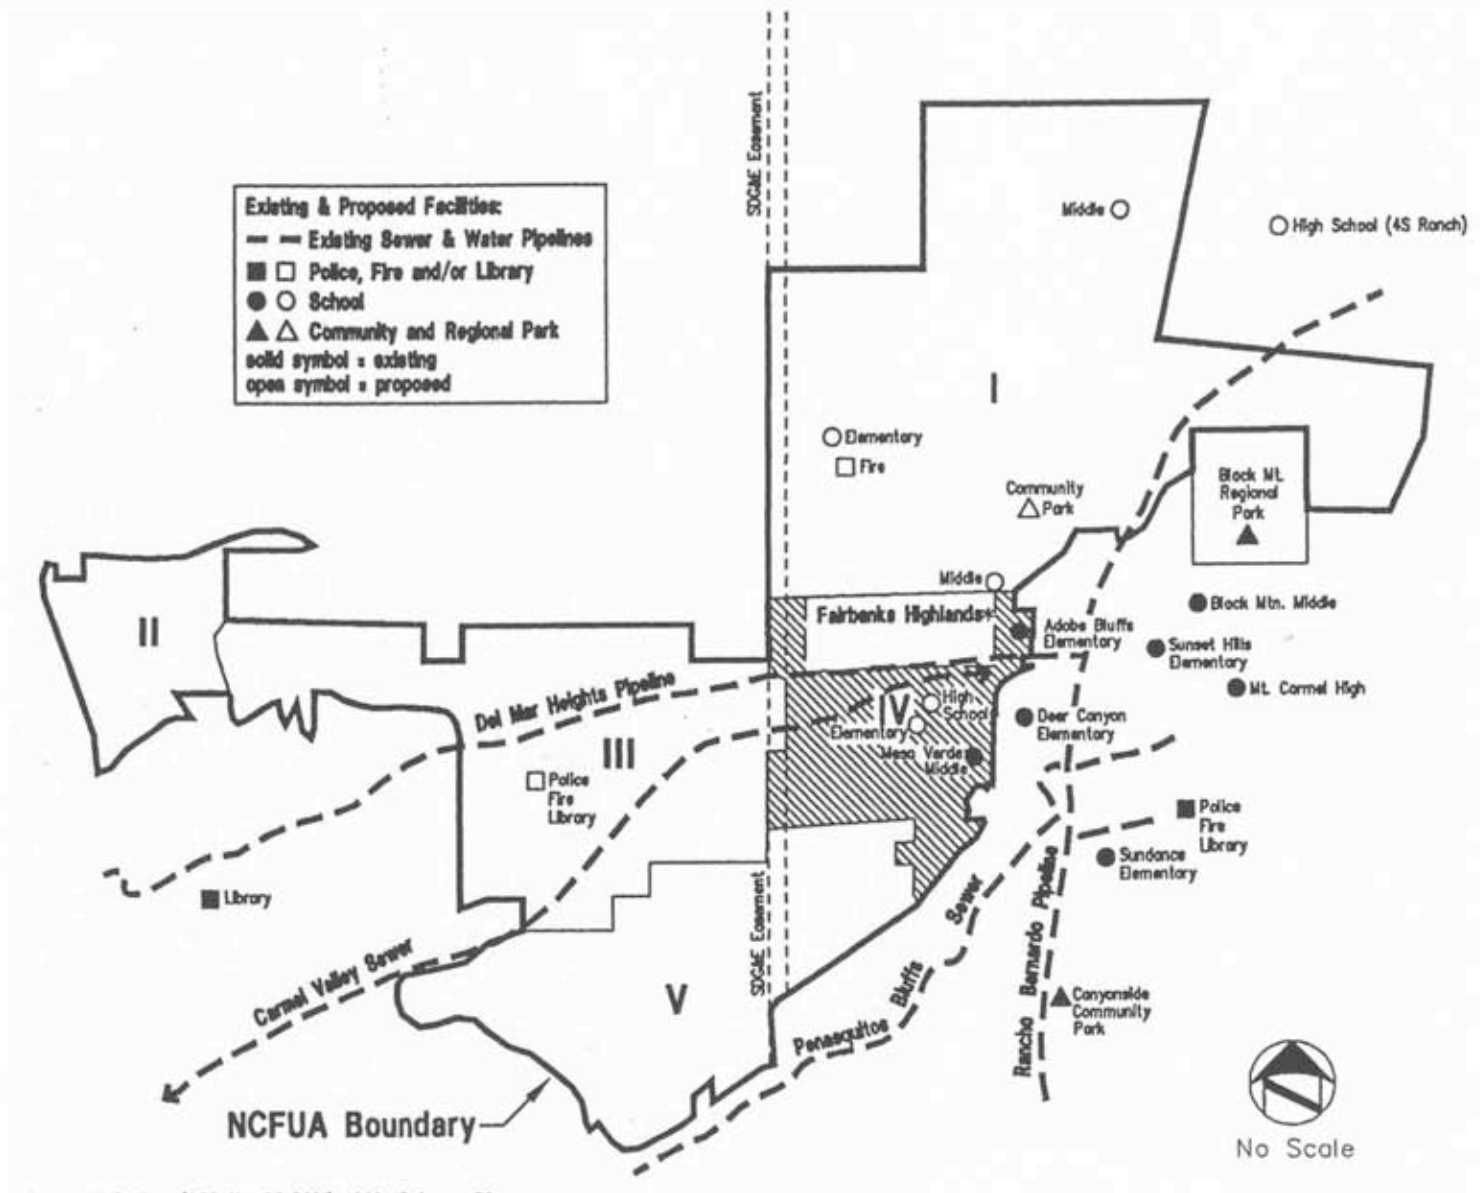 SDG&E Easement
Existing & Proposed Facilities:
Existing Sewer & Water Pipelines
Police, Fire and/or Library
School
Community and Regional Park
solid symbol = existing
open symbol = proposed
Middle
High School (4S Ranch)
I
Elementary
Fire
Community
Park
Black Mt.
Regional
Park
Middle
Fairbanks Highlands*
Black Mtn. Middle
Adobe Bluffs
Elementary
Sunset Hills
Elementary
Mt. Carmel High
II
Del Mar Heights Pipeline
III
IV
High
School
Elementary
Mesa Verde
Middle
Deer Canyon
Elementary
Police
Fire
Library
Police
Fire
Library
Sundance
Elementary
Library
SDG&E Easement
Carmel Valley Sewer
V
Penasquitos Bluffs Sewer
Rancho Bernardo Pipeline
Canyonside
Community
Park
NCFUA Boundary
No Scale